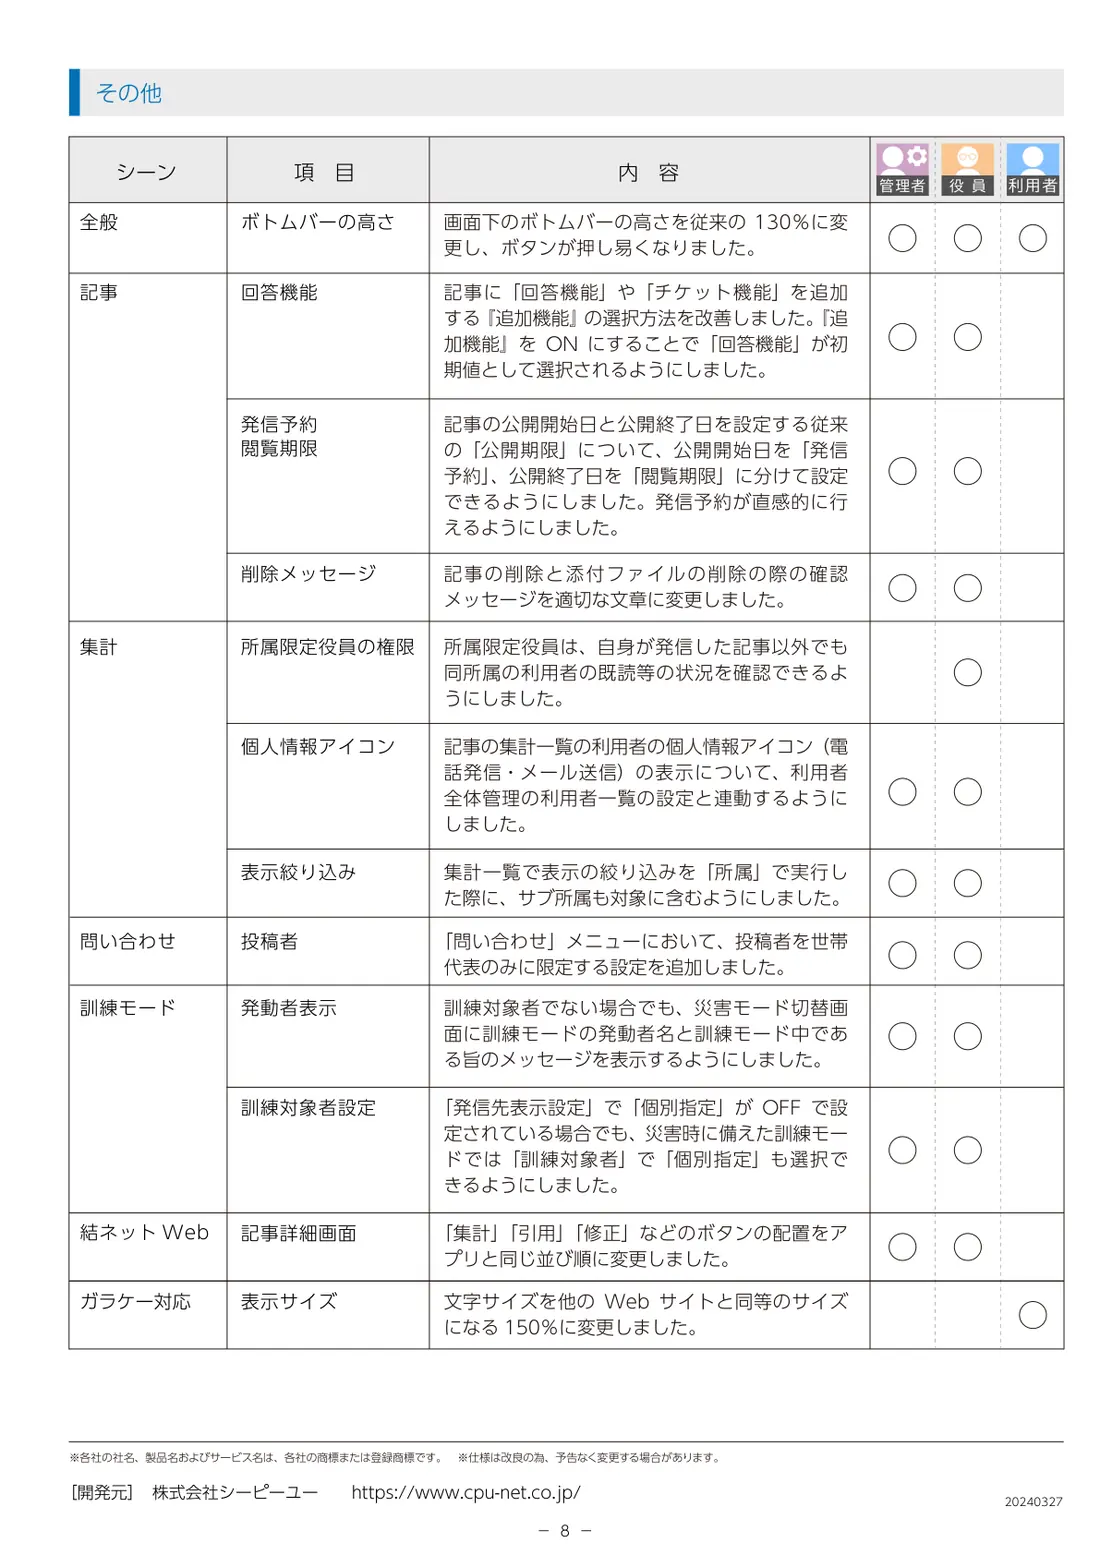 その他
シーン
項　目
内　容
管理者
役 員
利用者
全般
ボトムバーの高さ
画面下のボトムバーの高さを従来の 130％に変
更し、ボタンが押し易くなりました。
◯ ◯ ◯
記事
回答機能
記事に「回答機能」や「チケット機能」を追加
する『追加機能』の選択方法を改善しました。『追
加機能』を ON にすることで「回答機能」が初
期値として選択されるようにしました。
◯ ◯
発信予約
閲覧期限
記事の公開開始日と公開終了日を設定する従来
の「公開期限」について、公開開始日を「発信
予約」、公開終了日を「閲覧期限」に分けて設定
できるようにしました。発信予約が直感的に行
えるようにしました。
◯ ◯
削除メッセージ
記事の削除と添付ファイルの削除の際の確認
メッセージを適切な文章に変更しました。
◯ ◯
集計
所属限定役員の権限
所属限定役員は、自身が発信した記事以外でも
同所属の利用者の既読等の状況を確認できるよ
うにしました。
◯
個人情報アイコン
記事の集計一覧の利用者の個人情報アイコン（電
話発信・メール送信）の表示について、利用者
全体管理の利用者一覧の設定と連動するように
しました。
◯ ◯
表示絞り込み
集計一覧で表示の絞り込みを「所属」で実行し
た際に、サブ所属も対象に含むようにしました。
◯ ◯
問い合わせ
投稿者
「問い合わせ」メニューにおいて、投稿者を世帯
代表のみに限定する設定を追加しました。
◯ ◯
訓練モード
発動者表示
訓練対象者でない場合でも、災害モード切替画
面に訓練モードの発動者名と訓練モード中であ
る旨のメッセージを表示するようにしました。
◯ ◯
訓練対象者設定
「発信先表示設定」で「個別指定」が OFF で設
定されている場合でも、災害時に備えた訓練モー
ドでは「訓練対象者」で「個別指定」も選択で
きるようにしました。
◯ ◯
結ネット Web
記事詳細画面
「集計」「引用」「修正」などのボタンの配置をア
プリと同じ並び順に変更しました。
◯ ◯
ガラケー対応
表示サイズ
文字サイズを他の Web サイトと同等のサイズ
になる 150％に変更しました。
◯
※各社の社名、製品名およびサービス名は、各社の商標または登録商標です。　※仕様は改良の為、予告なく変更する場合があります。
［開発元］　株式会社シーピーユー　　https://www.cpu-net.co.jp/
20240327
－ 8 －